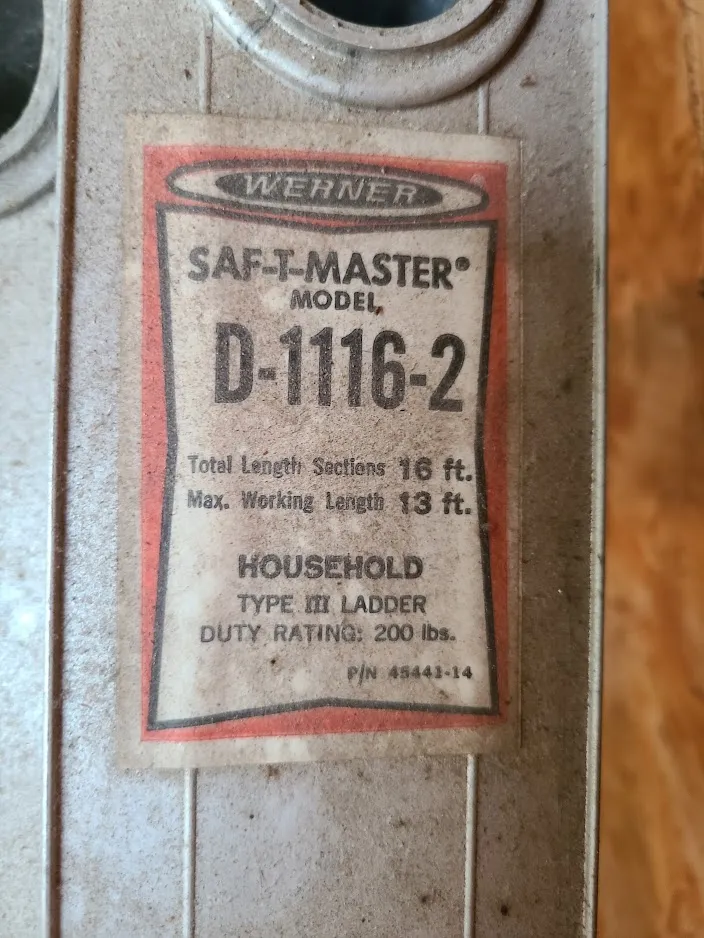 WERNER®
SAF-T-MASTER®
MODEL
D-1116-2
Total Length Sections 16 ft.
Max. Working Length 13 ft.
HOUSEHOLD
TYPE III LADDER
DUTY RATING: 200 lbs.
P/N 45441-14